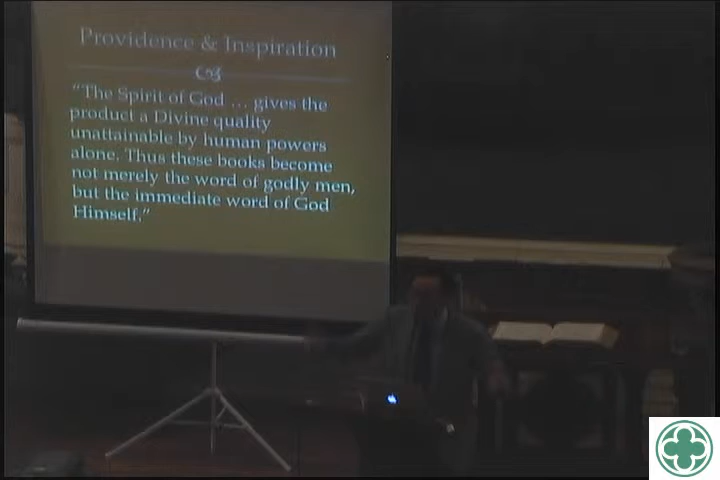 Providence & Inspiration
“The Spirit of God … gives the
product a Divine quality
unattainable by human powers
alone. Thus these books become
not merely the word of godly men,
but the immediate word of God
Himself.”